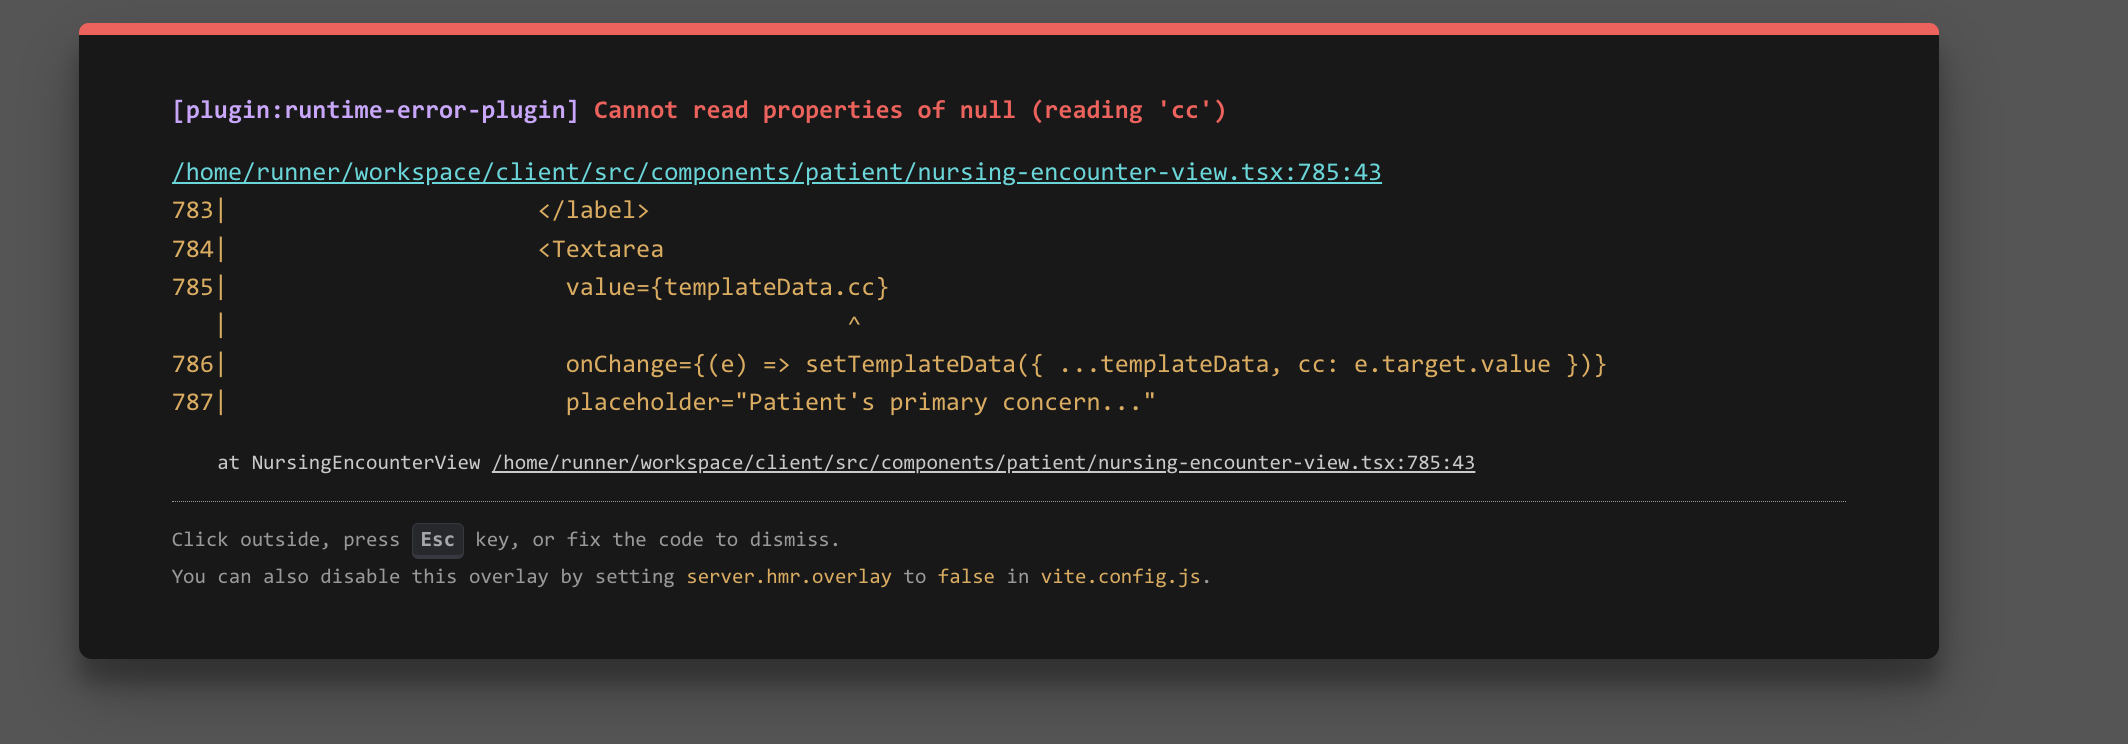 [plugin:runtime-error-plugin] Cannot read properties of null (reading 'cc')
/home/runner/workspace/client/src/components/patient/nursing-encounter-view.tsx:785:43
783|                      </label>
784|                      <Textarea
785|                        value={templateData.cc}
   |                                            ^
786|                        onChange={(e) => setTemplateData({ ...templateData, cc: e.target.value })}
787|                        placeholder="Patient's primary concern..."
at NursingEncounterView /home/runner/workspace/client/src/components/patient/nursing-encounter-view.tsx:785:43
Click outside, press Esc key, or fix the code to dismiss.
You can also disable this overlay by setting server.hmr.overlay to false in vite.config.js.